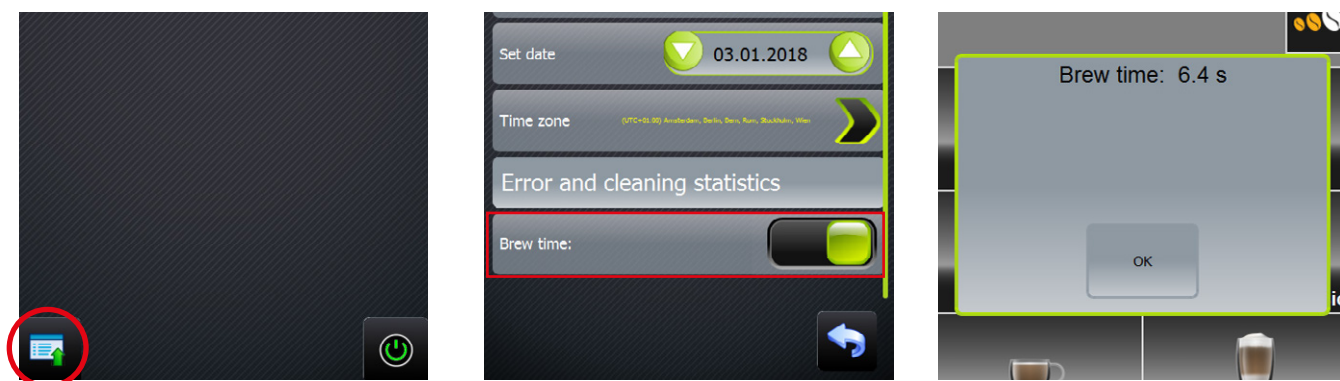 Set date
03.01.2018
Time zone
(UTC+01:00) Amsterdam, Berlin, Bern, Rom, Stockholm, Wien
Error and cleaning statistics
Brew time:
Brew time: 6.4 s
OK